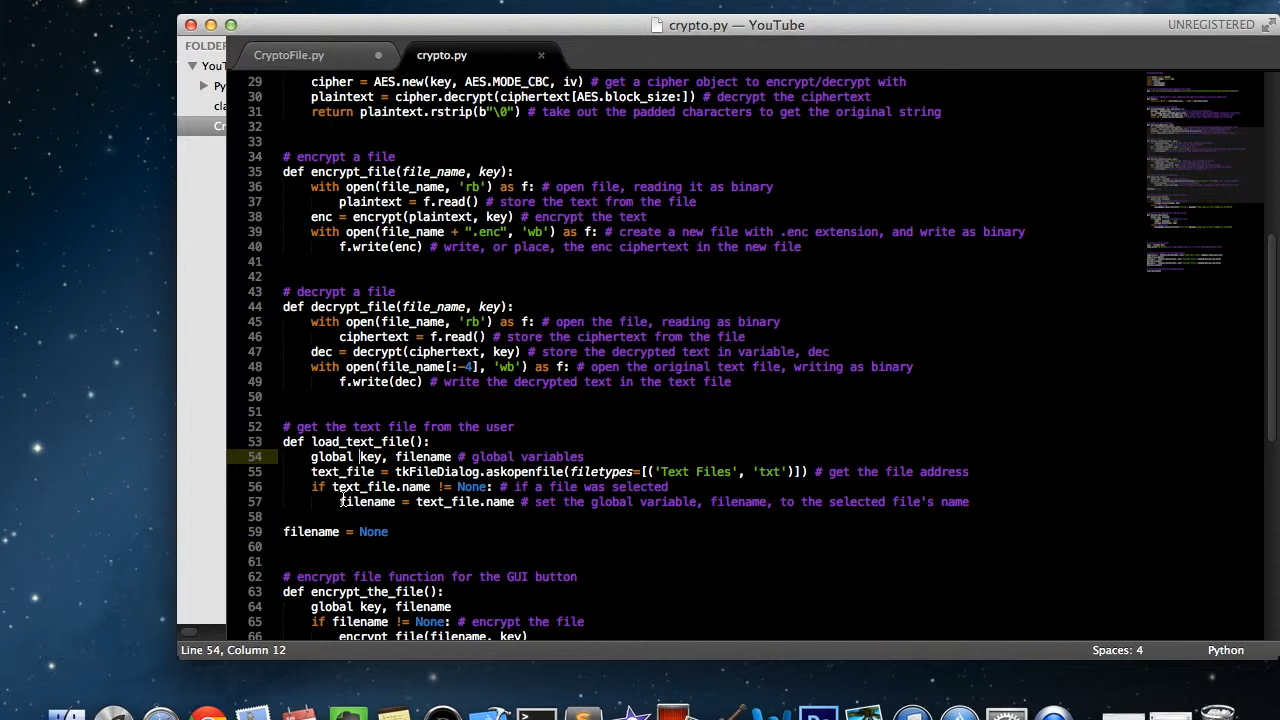 crypto.py — YouTube
UNREGISTERED
FOLDER
CryptoFile.py
crypto.py
YouT
Py
cla
Cr
29 cipher = AES.new(key, AES.MODE_CBC, iv) # get a cipher object to encrypt/decrypt with
30 plaintext = cipher.decrypt(ciphertext[AES.block_size:]) # decrypt the ciphertext
31 return plaintext.rstrip(b"\0") # take out the padded characters to get the original string
32
33
34 # encrypt a file
35 def encrypt_file(file_name, key):
36 with open(file_name, 'rb') as f: # open file, reading it as binary
37 plaintext = f.read() # store the text from the file
38 enc = encrypt(plaintext, key) # encrypt the text
39 with open(file_name + ".enc", 'wb') as f: # create a new file with .enc extension, and write as binary
40 f.write(enc) # write, or place, the enc ciphertext in the new file
41
42
43 # decrypt a file
44 def decrypt_file(file_name, key):
45 with open(file_name, 'rb') as f: # open the file, reading as binary
46 ciphertext = f.read() # store the ciphertext from the file
47 dec = decrypt(ciphertext, key) # store the decrypted text in variable, dec
48 with open(file_name[:-4], 'wb') as f: # open the original text file, writing as binary
49 f.write(dec) # write the decrypted text in the text file
50
51
52 # get the text file from the user
53 def load_text_file():
54 global key, filename # global variables
55 text_file = tkFileDialog.askopenfile(filetypes=[('Text Files', 'txt')]) # get the file address
56 if text_file.name != None: # if a file was selected
57 filename = text_file.name # set the global variable, filename, to the selected file's name
58
59 filename = None
60
61
62 # encrypt file function for the GUI button
63 def encrypt_the_file():
64 global key, filename
65 if filename != None: # encrypt the file
66 encrypt_file(filename, key)
Line 54, Column 12
Spaces: 4
Python